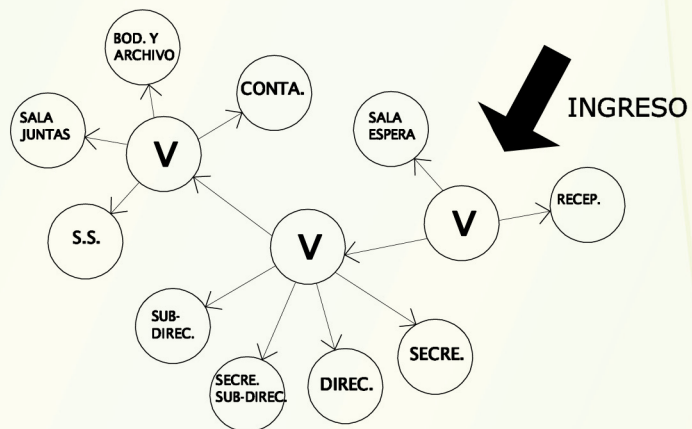 BOD. Y
ARCHIVO
CONTA.
SALA
JUNTAS
V
S.S.
SALA
ESPERA
INGRESO
V
RECEP.
V
SUB-
DIREC.
SECRE.
SUB-DIREC.
DIREC.
SECRE.